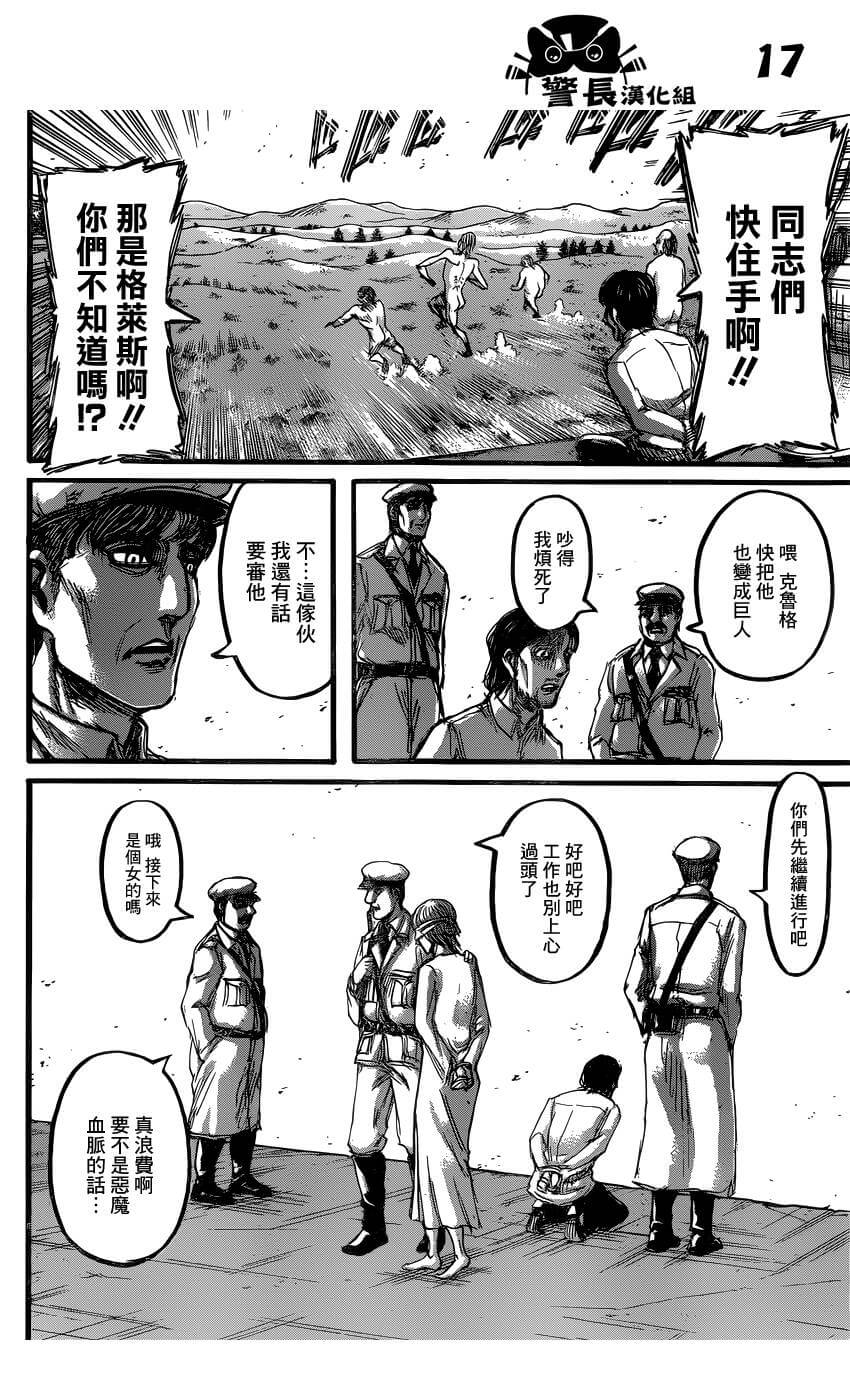 警長漢化組
17
同志們
快住手啊!!
那是格萊斯啊!!
你們不知道嗎!?
喂 克魯格
快把他
也變成巨人
吵得
我煩死了
不…這傢伙
我還有話
要審他
你們先繼續進行吧
好吧好吧
工作也別上心
過頭了
哦 接下來
是個女的嗎
真浪費啊
要不是惡魔
血脈的話…